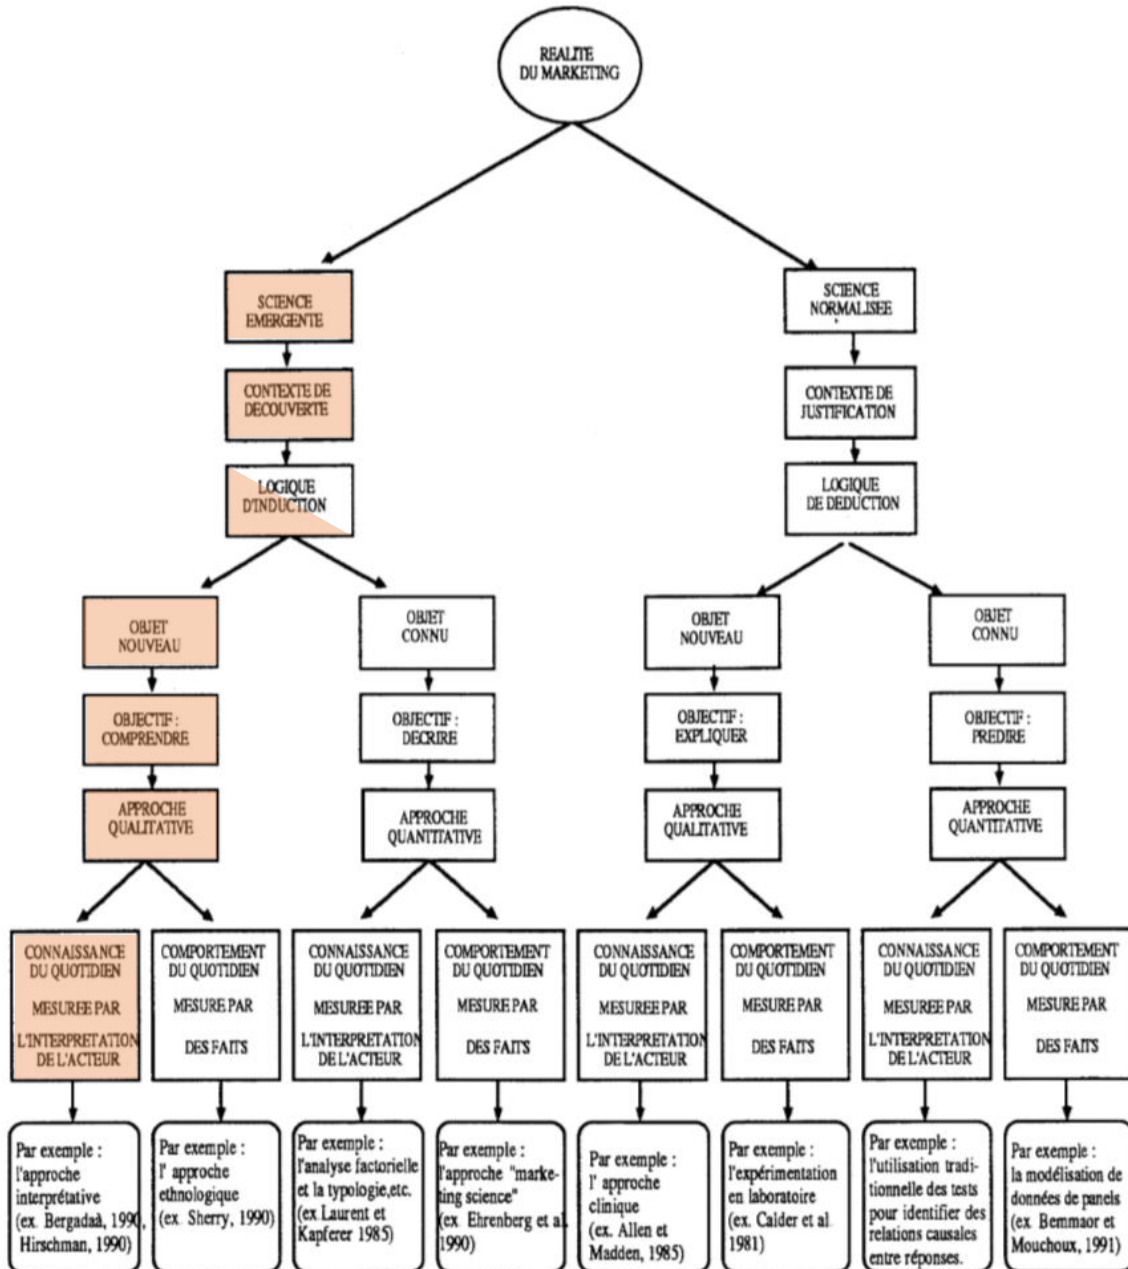 REALITE
DU MARKETING
SCIENCE
EMERGENTE
SCIENCE
NORMALISEE
CONTEXTE DE
DECOUVERTE
CONTEXTE DE
JUSTIFICATION
LOGIQUE
D'INDUCTION
LOGIQUE
DE DEDUCTION
OBJET
NOUVEAU
OBJET
CONNU
OBJET
NOUVEAU
OBJET
CONNU
OBJECTIF :
COMPRENDRE
OBJECTIF :
DECRIRE
OBJECTIF :
EXPLIQUER
OBJECTIF :
PREDIRE
APPROCHE
QUALITATIVE
APPROCHE
QUANTITATIVE
APPROCHE
QUALITATIVE
APPROCHE
QUANTITATIVE
CONNAISSANCE
DU QUOTIDIEN
MESUREE PAR
L'INTERPRETATION
DE L'ACTEUR
COMPORTEMENT
DU QUOTIDIEN
MESURE PAR
DES FAITS
CONNAISSANCE
DU QUOTIDIEN
MESUREE PAR
L'INTERPRETATION
DE L'ACTEUR
COMPORTEMENT
DU QUOTIDIEN
MESURE PAR
DES FAITS
CONNAISSANCE
DU QUOTIDIEN
MESUREE PAR
L'INTERPRETATION
DE L'ACTEUR
COMPORTEMENT
DU QUOTIDIEN
MESURE PAR
DES FAITS
CONNAISSANCE
DU QUOTIDIEN
MESUREE PAR
L'INTERPRETATION
DE L'ACTEUR
COMPORTEMENT
DU QUOTIDIEN
MESURE PAR
DES FAITS
Par exemple :
l'approche
interprétative
(ex. Bergadaà, 1990,
Hirschman, 1990)
Par exemple :
l' approche
ethnologique
(ex. Sherry, 1990)
Par exemple :
l'analyse factorielle
et la typologie,etc.
(ex Laurent et
Kapferer 1985)
Par exemple :
l'approche "marke-
ting science"
(ex. Ehrenberg et al
1990)
Par exemple :
l' approche
clinique
(ex. Allen et
Madden, 1985)
Par exemple :
l'expérimentation
en laboratoire
(ex. Calder et al
1981)
Par exemple :
l'utilisation tradi-
tionnelle des tests
pour identifier des
relations causales
entre réponses.
Par exemple :
la modélisation de
données de panels
(ex. Bemmaor et
Mouchoux, 1991)